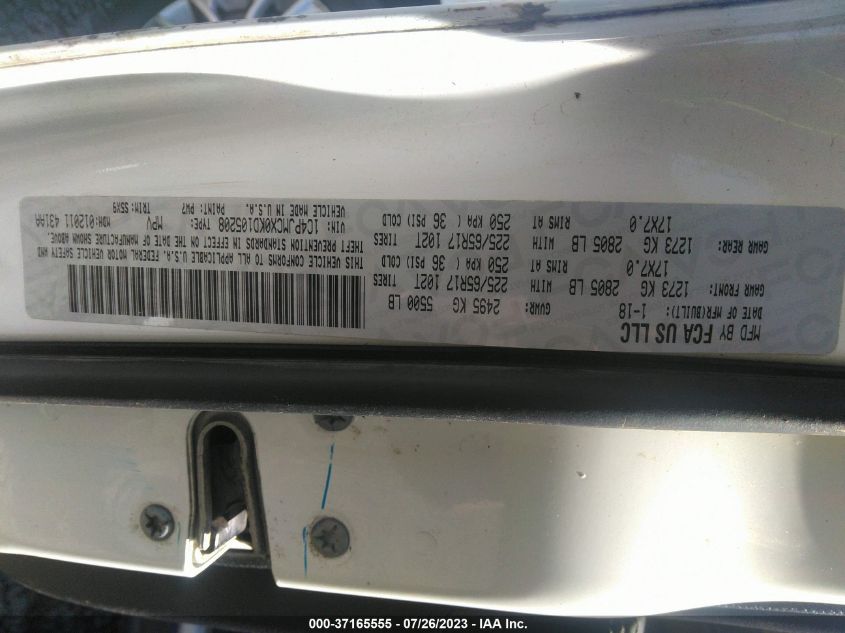 MFD BY FCA US LLC
DATE OF MFR(BUILT): 1-18 GVWR: 2495 KG 5500 LB
GAWR FRONT: 1273 KG 2805 LB WITH 225/65R17 102T TIRES
17X7.0 RIMS AT 250 KPA ( 36 PSI) COLD
GAWR REAR: 1273 KG 2805 LB WITH 225/65R17 102T TIRES
17X7.0 RIMS AT 250 KPA ( 36 PSI) COLD
THIS VEHICLE CONFORMS TO ALL APPLICABLE U.S.A. FEDERAL MOTOR VEHICLE SAFETY AND
THEFT PREVENTION STANDARDS IN EFFECT ON THE DATE OF MANUFACTURE SHOWN ABOVE.
VIN: 1C4PJMCX0KD105208 TYPE: MPV MDH:012011 431AA
VEHICLE MADE IN U.S.A. PAINT: PW7 TRIM: S5X9
000-37165555 - 07/26/2023 - IAA Inc.